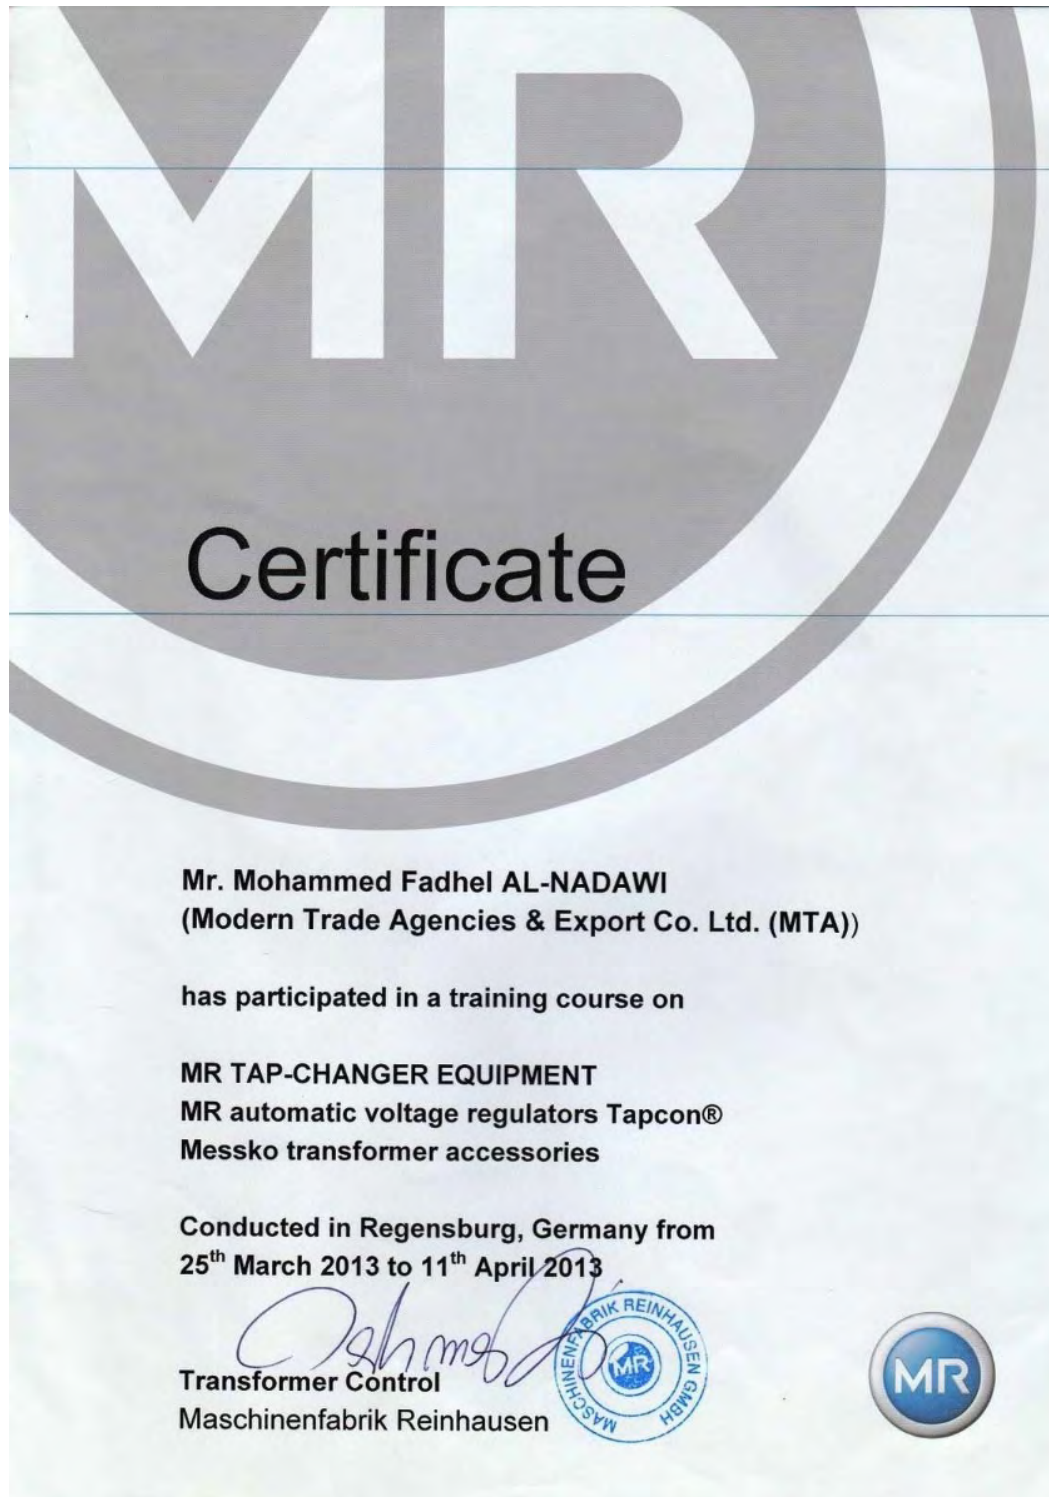 MR
Certificate
Mr. Mohammed Fadhel AL-NADAWI
(Modern Trade Agencies & Export Co. Ltd. (MTA))
has participated in a training course on
MR TAP-CHANGER EQUIPMENT
MR automatic voltage regulators Tapcon®
Messko transformer accessories
Conducted in Regensburg, Germany from
25th March 2013 to 11th April 2013
Transformer Control
Maschinenfabrik Reinhausen
MASCHINENFABRIK REINHAUSEN GMBH
MR
MR